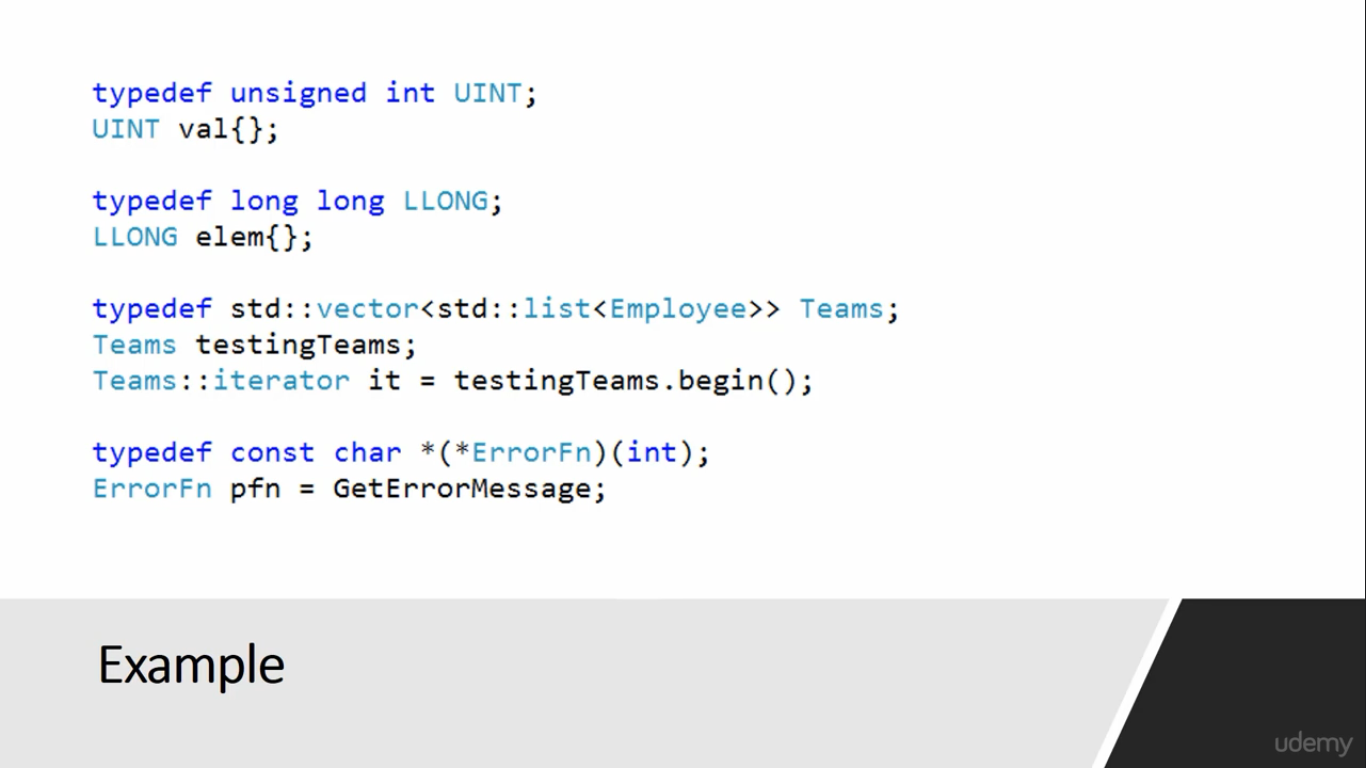 typedef unsigned int UINT;
UINT val{};
typedef long long LLONG;
LLONG elem{};
typedef std::vector<std::list<Employee>> Teams;
Teams testingTeams;
Teams::iterator it = testingTeams.begin();
typedef const char *(*ErrorFn)(int);
ErrorFn pfn = GetErrorMessage;
Example
udemy